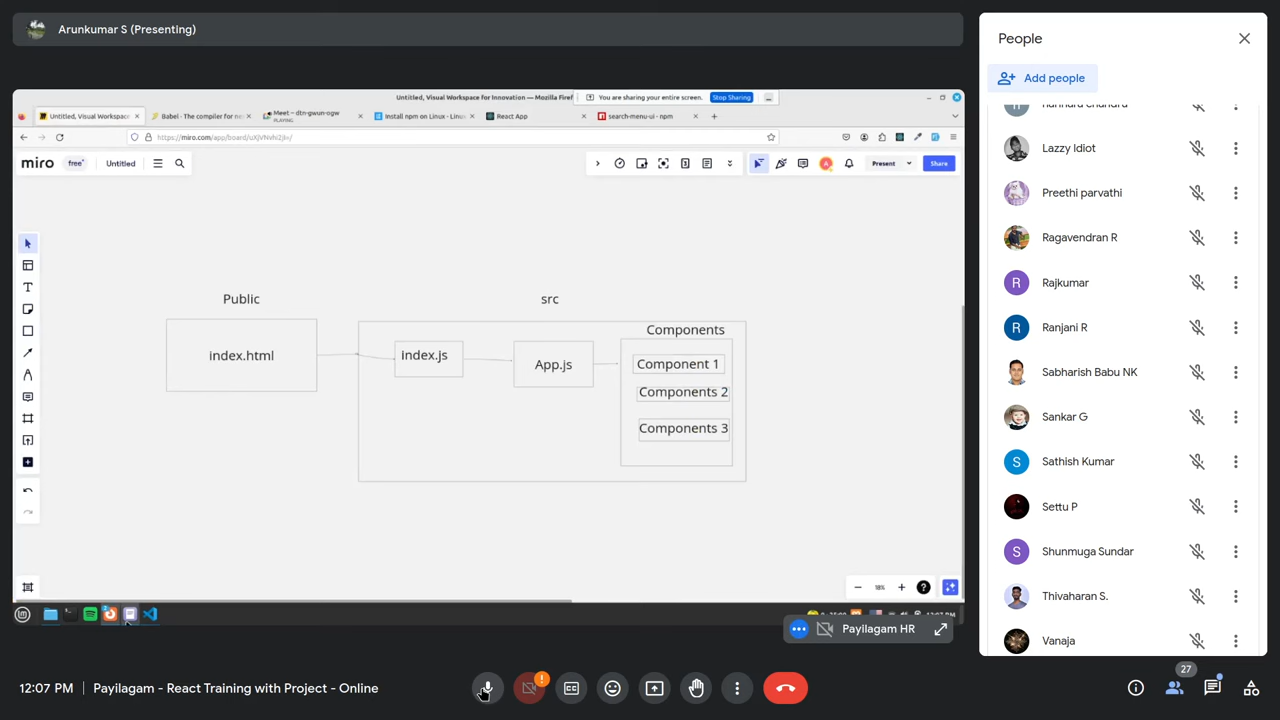 Arunkumar S (Presenting)
Untitled, Visual Workspace for Innovation — Mozilla Firef
You are sharing your entire screen.
Stop Sharing
Untitled, Visual Workspace
Babel · The compiler for ne
Meet – dtn-gwun-ogw
PLAYING
Install npm on Linux - Linux
React App
search-menu-ui - npm
miro
free
Untitled
Present
Share
Public
src
index.html
index.js
App.js
Components
Component 1
Components 2
Components 3
18%
Payilagam HR
People
Add people
Lazzy Idiot
Preethi parvathi
Ragavendran R
R
Rajkumar
R
Ranjani R
Sabharish Babu NK
Sankar G
S
Sathish Kumar
Settu P
S
Shunmuga Sundar
Thivaharan S.
Vanaja
12:07 PM
Payilagam - React Training with Project - Online
27